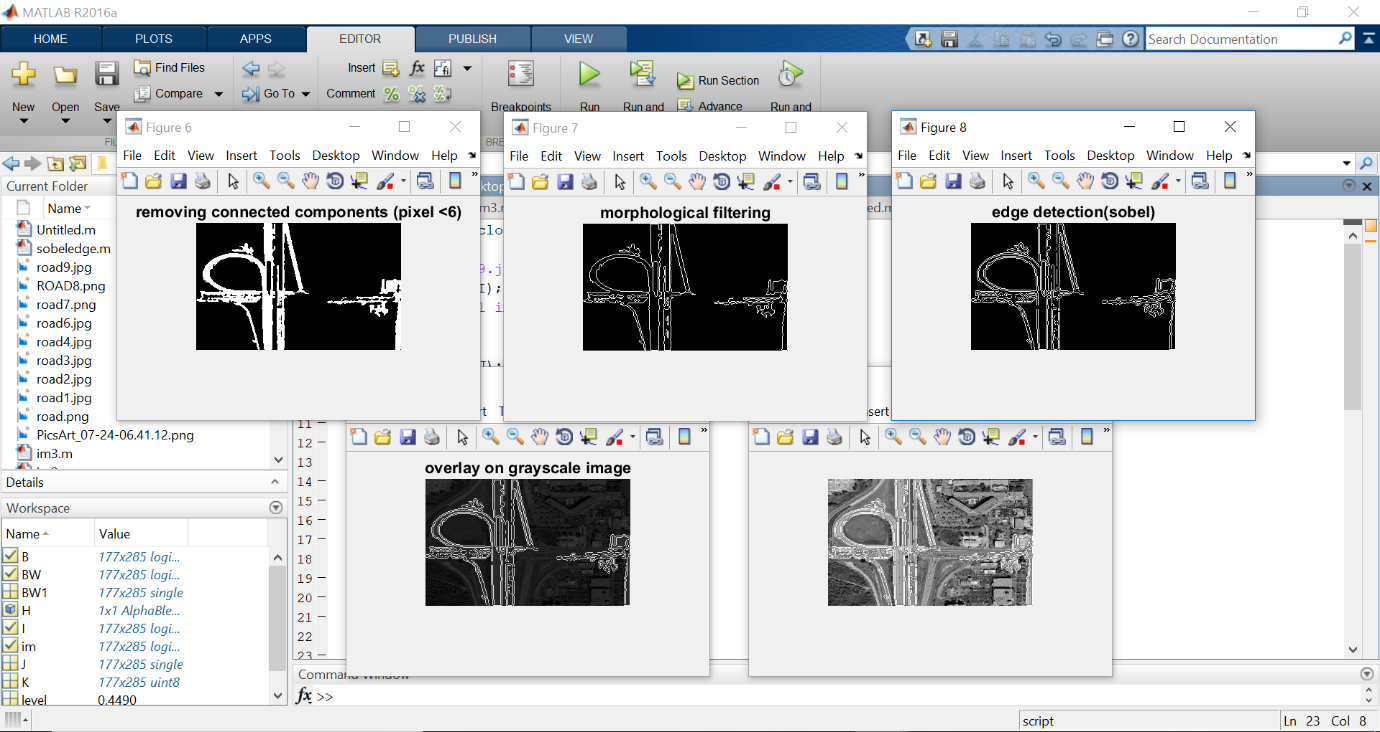 MATLAB R2016a
HOME PLOTS APPS EDITOR PUBLISH VIEW
Search Documentation
Find Files
Insert
fx
Compare
Go To
Comment
Run Section
New Open Save
Breakpoints
Run
Run and
Advance
Run and
Figure 6
File Edit View Insert Tools Desktop Window Help
removing connected components (pixel <6)
Figure 7
File Edit View Insert Tools Desktop Window Help
morphological filtering
Figure 8
File Edit View Insert Tools Desktop Window Help
edge detection(sobel)
Current Folder
Name
Untitled.m
sobeledge.m
road9.jpg
ROAD8.png
road7.png
road6.jpg
road4.jpg
road3.jpg
road2.jpg
road1.jpg
road.png
PicsArt_07-24-06.41.12.png
im3.m
Details
Workspace
Name Value
B 177x285 logi...
BW 177x285 logi...
BW1 177x285 single
H 1x1 AlphaBle...
I 177x285 logi...
im 177x285 logi...
J 177x285 single
K 177x285 uint8
level 0.4490
11
12
13
14
15
16
17
18
19
20
21
22
23
overlay on grayscale image
Command Window
fx >>
script
Ln 23 Col 8